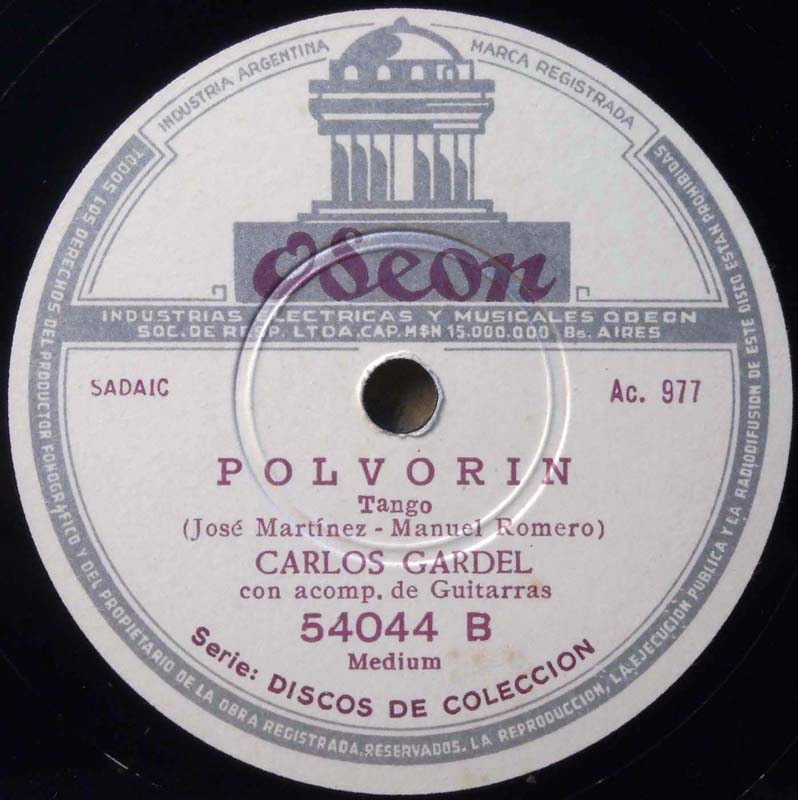 INDUSTRIA ARGENTINA
MARCA REGISTRADA
Odeon
INDUSTRIAS ELECTRICAS Y MUSICALES ODEON
SOC. DE RESP. LTDA. CAP. M$N 15.000.000 Bs. AIRES
SADAIC
Ac. 977
POLVORIN
Tango
(José Martínez - Manuel Romero)
CARLOS GARDEL
con acomp. de Guitarras
54044 B
Medium
Serie: DISCOS DE COLECCION
TODOS LOS DERECHOS DEL PRODUCTOR FONOGRAFICO Y DEL PROPIETARIO DE LA OBRA REGISTRADA, RESERVADOS. LA REPRODUCCION, LA EJECUCION PUBLICA Y LA RADIODIFUSION DE ESTE DISCO ESTAN PROHIBIDAS